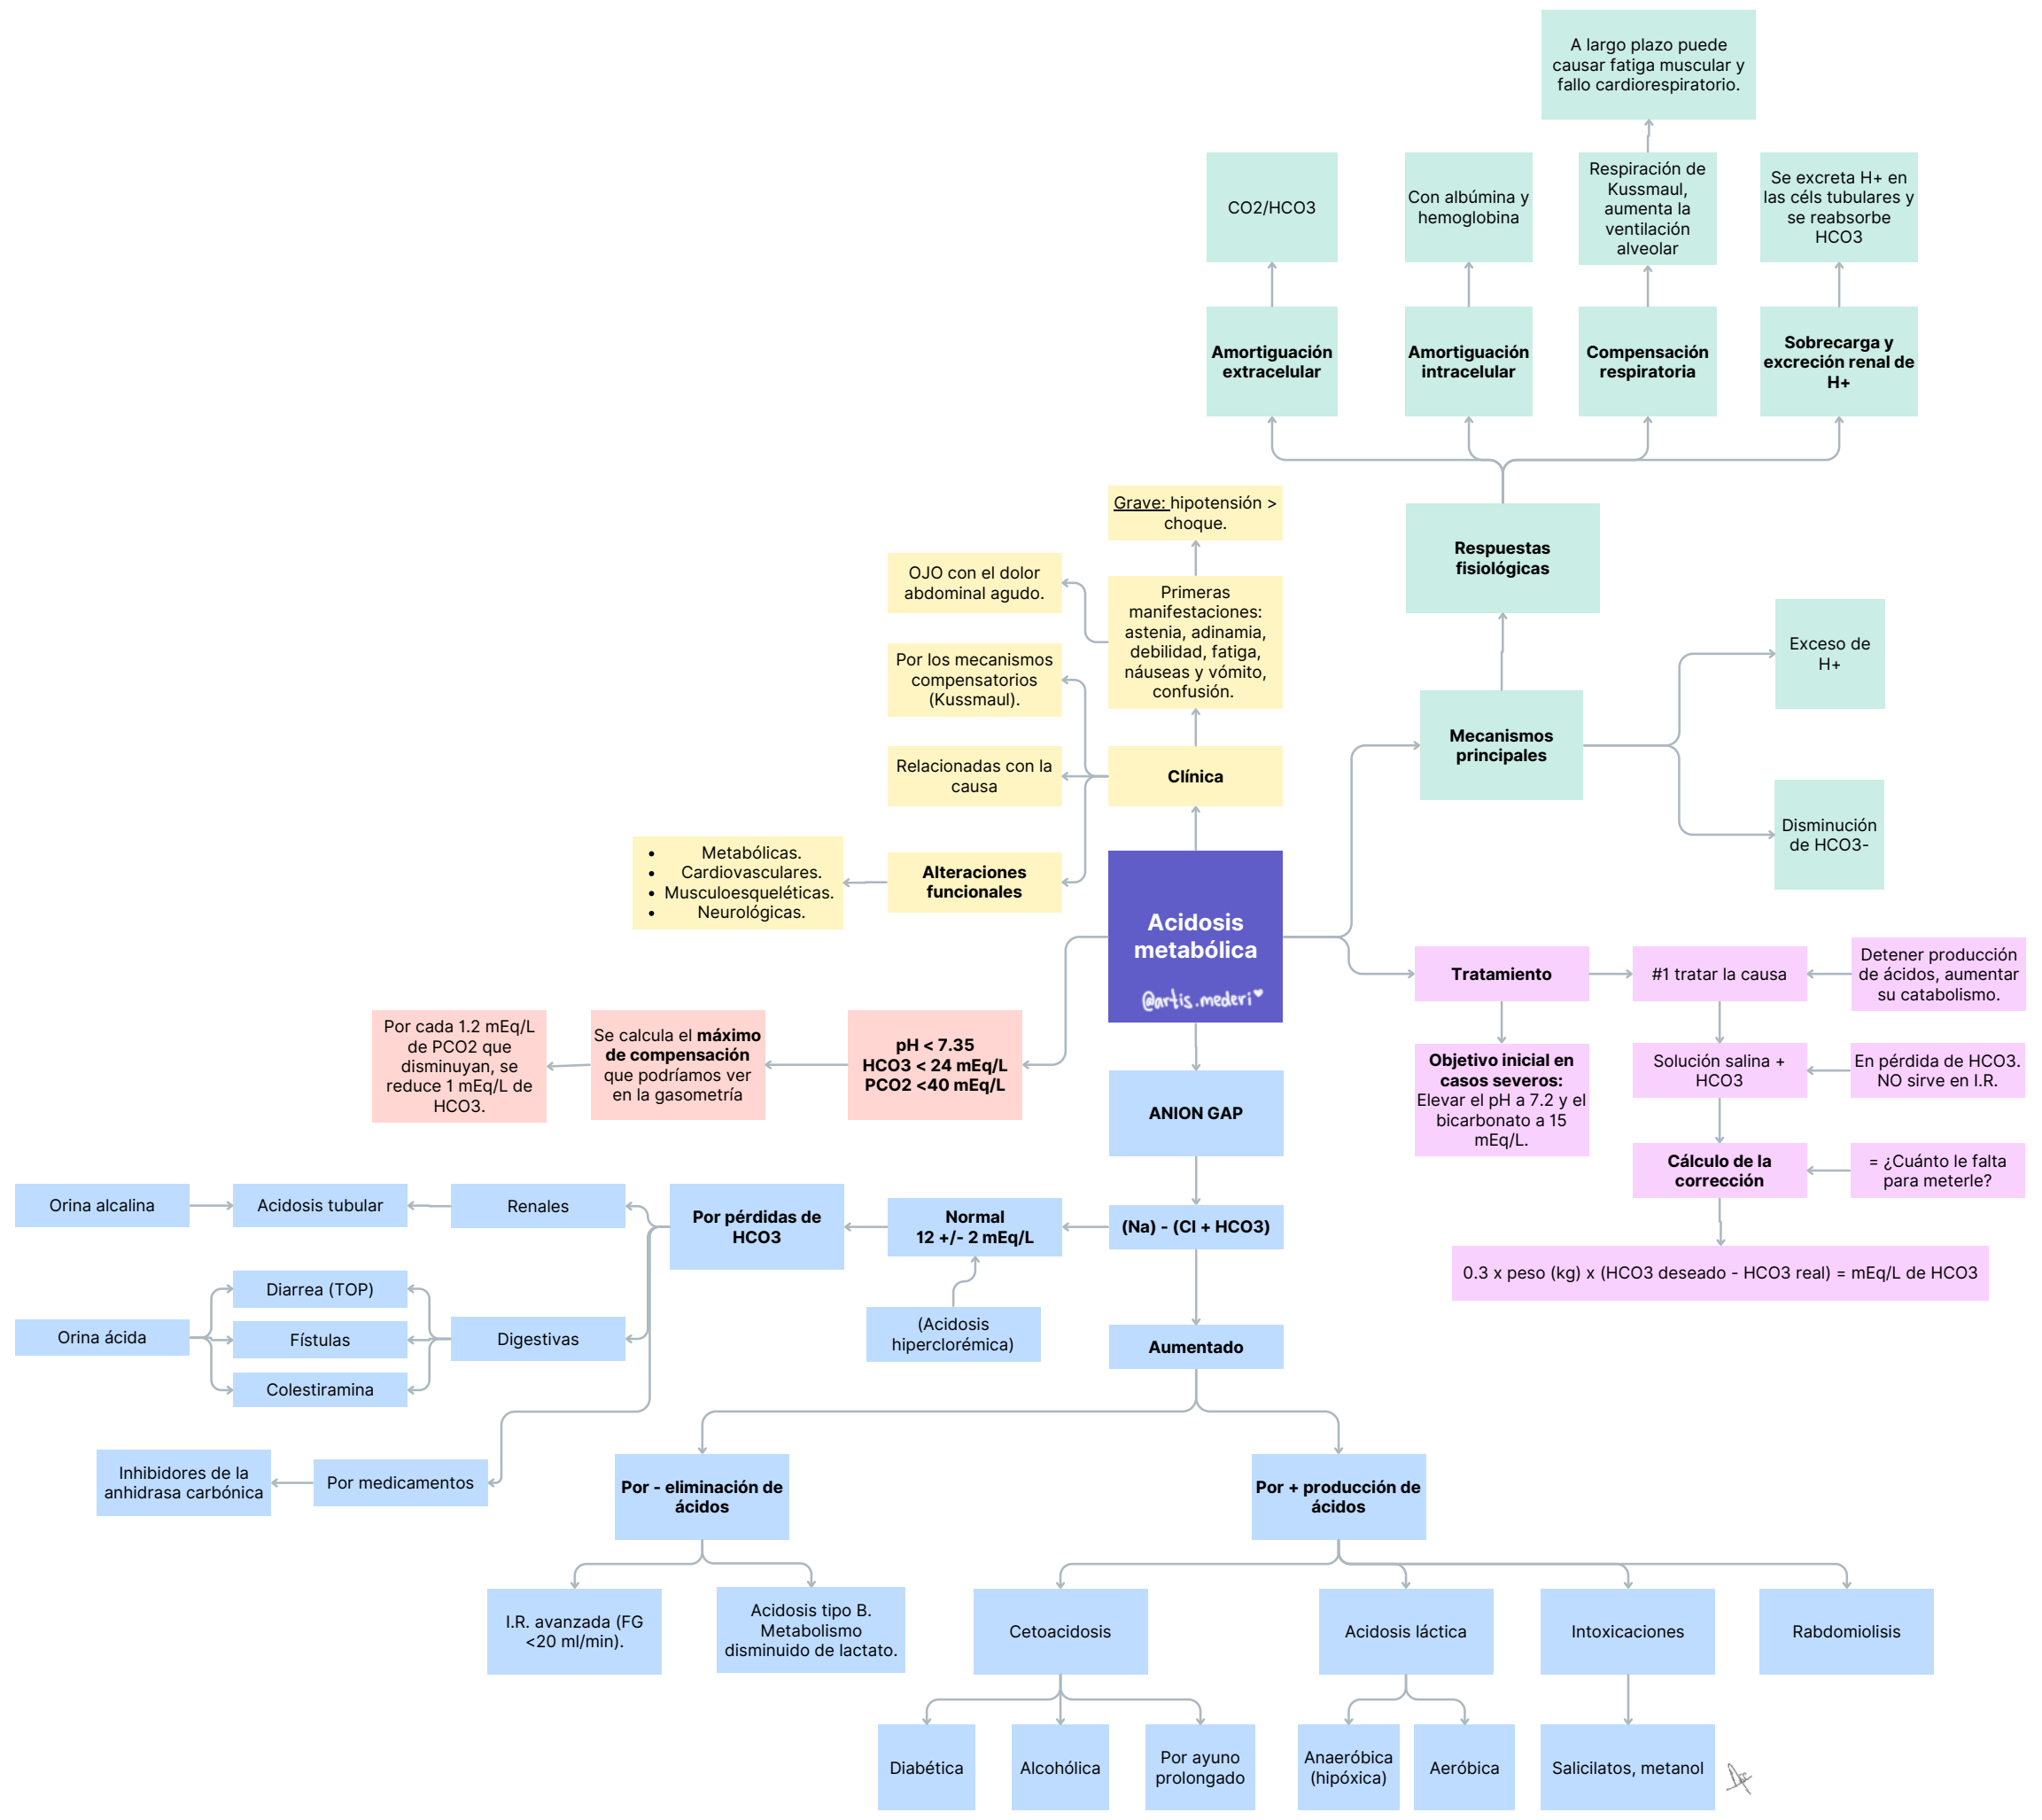 A largo plazo puede
causar fatiga muscular y
fallo cardiorespiratorio.
CO2/HCO3
Con albúmina y
hemoglobina
Respiración de
Kussmaul,
aumenta la
ventilación
alveolar
Se excreta H+ en
las céls tubulares y
se reabsorbe
HCO3
Amortiguación
extracelular
Amortiguación
intracelular
Compensación
respiratoria
Sobrecarga y
excreción renal de
H+
Respuestas
fisiológicas
Mecanismos
principales
Exceso de
H+
Disminución
de HCO3-
Grave: hipotensión >
choque.
OJO con el dolor
abdominal agudo.
Primeras
manifestaciones:
astenia, adinamia,
debilidad, fatiga,
náuseas y vómito,
confusión.
Por los mecanismos
compensatorios
(Kussmaul).
Relacionadas con la
causa
Clínica
Alteraciones
funcionales
• Metabólicas.
• Cardiovasculares.
• Musculoesqueléticas.
• Neurológicas.
Acidosis
metabólica
@artis.mederi
Tratamiento
#1 tratar la causa
Detener producción
de ácidos, aumentar
su catabolismo.
Objetivo inicial en
casos severos:
Elevar el pH a 7.2 y el
bicarbonato a 15
mEq/L.
Solución salina +
HCO3
En pérdida de HCO3.
NO sirve en I.R.
Cálculo de la
corrección
= ¿Cuánto le falta
para meterle?
0.3 x peso (kg) x (HCO3 deseado - HCO3 real) = mEq/L de HCO3
pH < 7.35
HCO3 < 24 mEq/L
PCO2 <40 mEq/L
Se calcula el máximo
de compensación
que podríamos ver
en la gasometría
Por cada 1.2 mEq/L
de PCO2 que
disminuyan, se
reduce 1 mEq/L de
HCO3.
ANION GAP
(Na) - (Cl + HCO3)
Normal
12 +/- 2 mEq/L
(Acidosis
hiperclorémica)
Por pérdidas de
HCO3
Renales
Acidosis tubular
Orina alcalina
Digestivas
Diarrea (TOP)
Fístulas
Colestiramina
Orina ácida
Por medicamentos
Inhibidores de la
anhidrasa carbónica
Aumentado
Por - eliminación de
ácidos
I.R. avanzada (FG
<20 ml/min).
Acidosis tipo B.
Metabolismo
disminuido de lactato.
Por + producción de
ácidos
Cetoacidosis
Acidosis láctica
Intoxicaciones
Rabdomiolisis
Diabética
Alcohólica
Por ayuno
prolongado
Anaeróbica
(hipóxica)
Aeróbica
Salicilatos, metanol